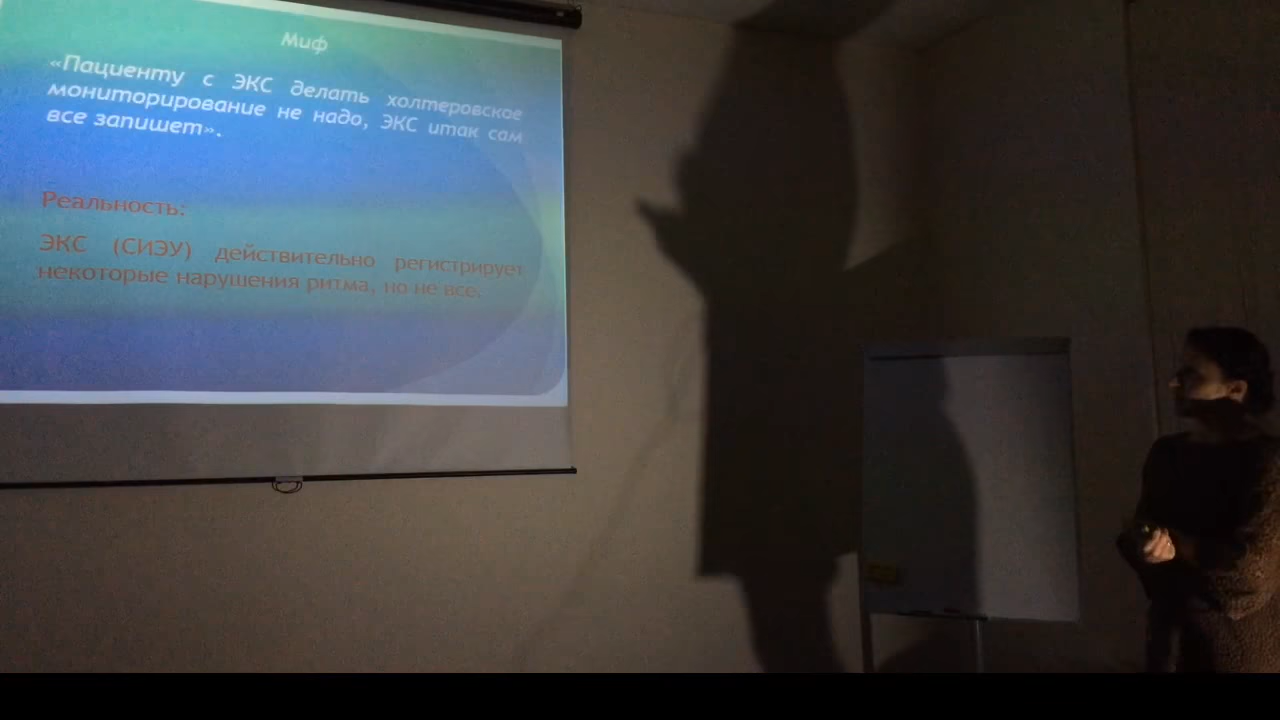 Миф
«Пациенту с ЭКС делать холтеровское
мониторирование не надо, ЭКС итак сам
все запишет».
Реальность:
ЭКС (СИЭУ) действительно регистрирует
некоторые нарушения ритма, но не все.